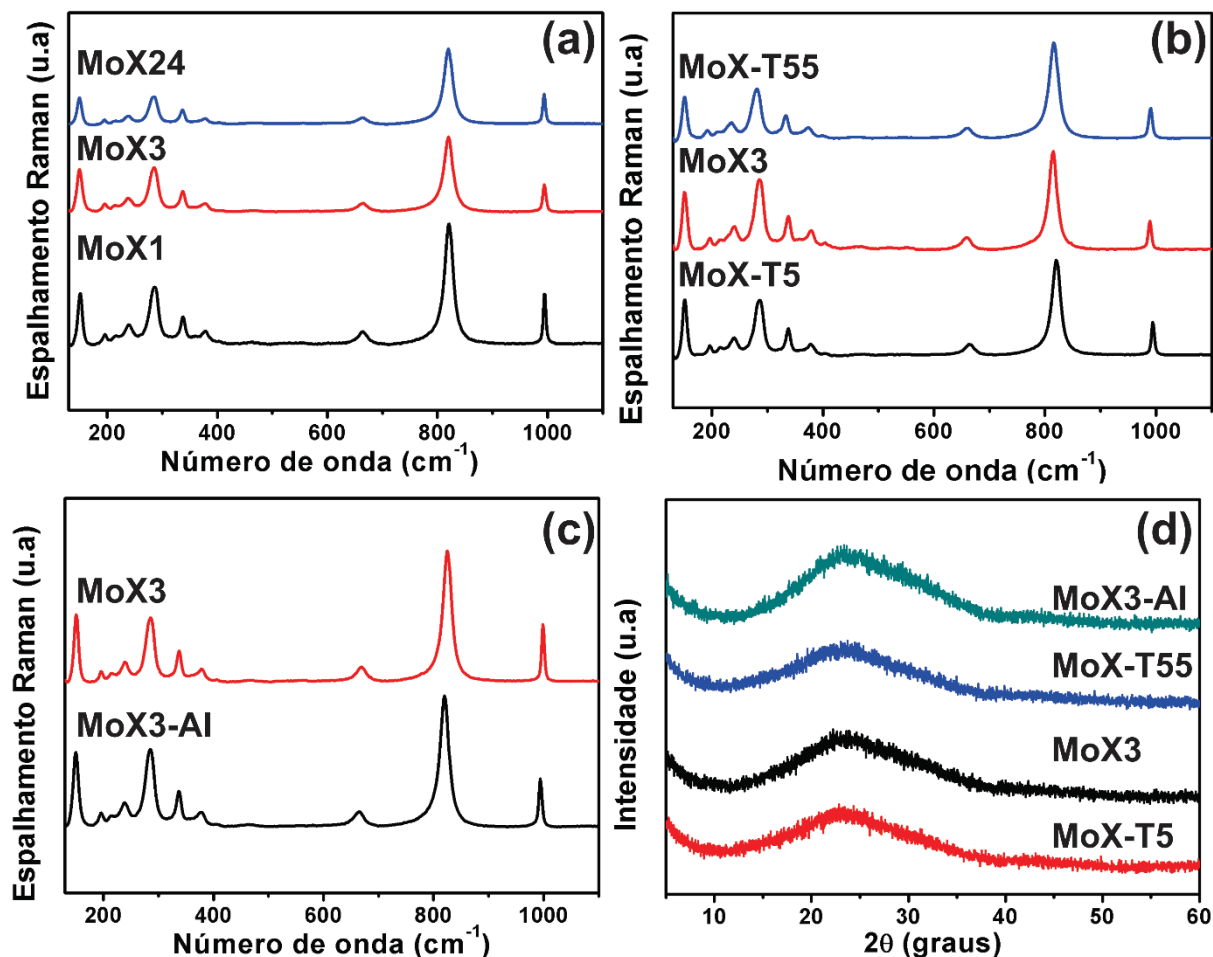 (a)
MoX24
MoX3
MoX1
Espalhamento Raman (u.a)
200 400 600 800 1000
Número de onda (cm⁻¹)
(b)
MoX-T55
MoX3
MoX-T5
Espalhamento Raman (u.a)
200 400 600 800 1000
Número de onda (cm⁻¹)
(c)
MoX3
MoX3-Al
Espalhamento Raman (u.a)
200 400 600 800 1000
Número de onda (cm⁻¹)
(d)
MoX3-Al
MoX-T55
MoX3
MoX-T5
Intensidade (u.a)
10 20 30 40 50 60
2θ (graus)